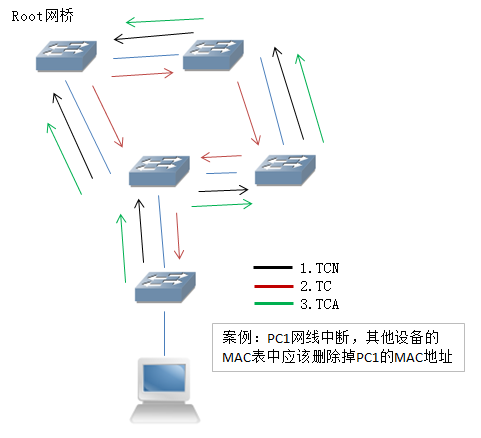 Root网桥
1.TCN
2.TC
3.TCA
案例：PC1网线中断，其他设备的
MAC表中应该删除掉PC1的MAC地址